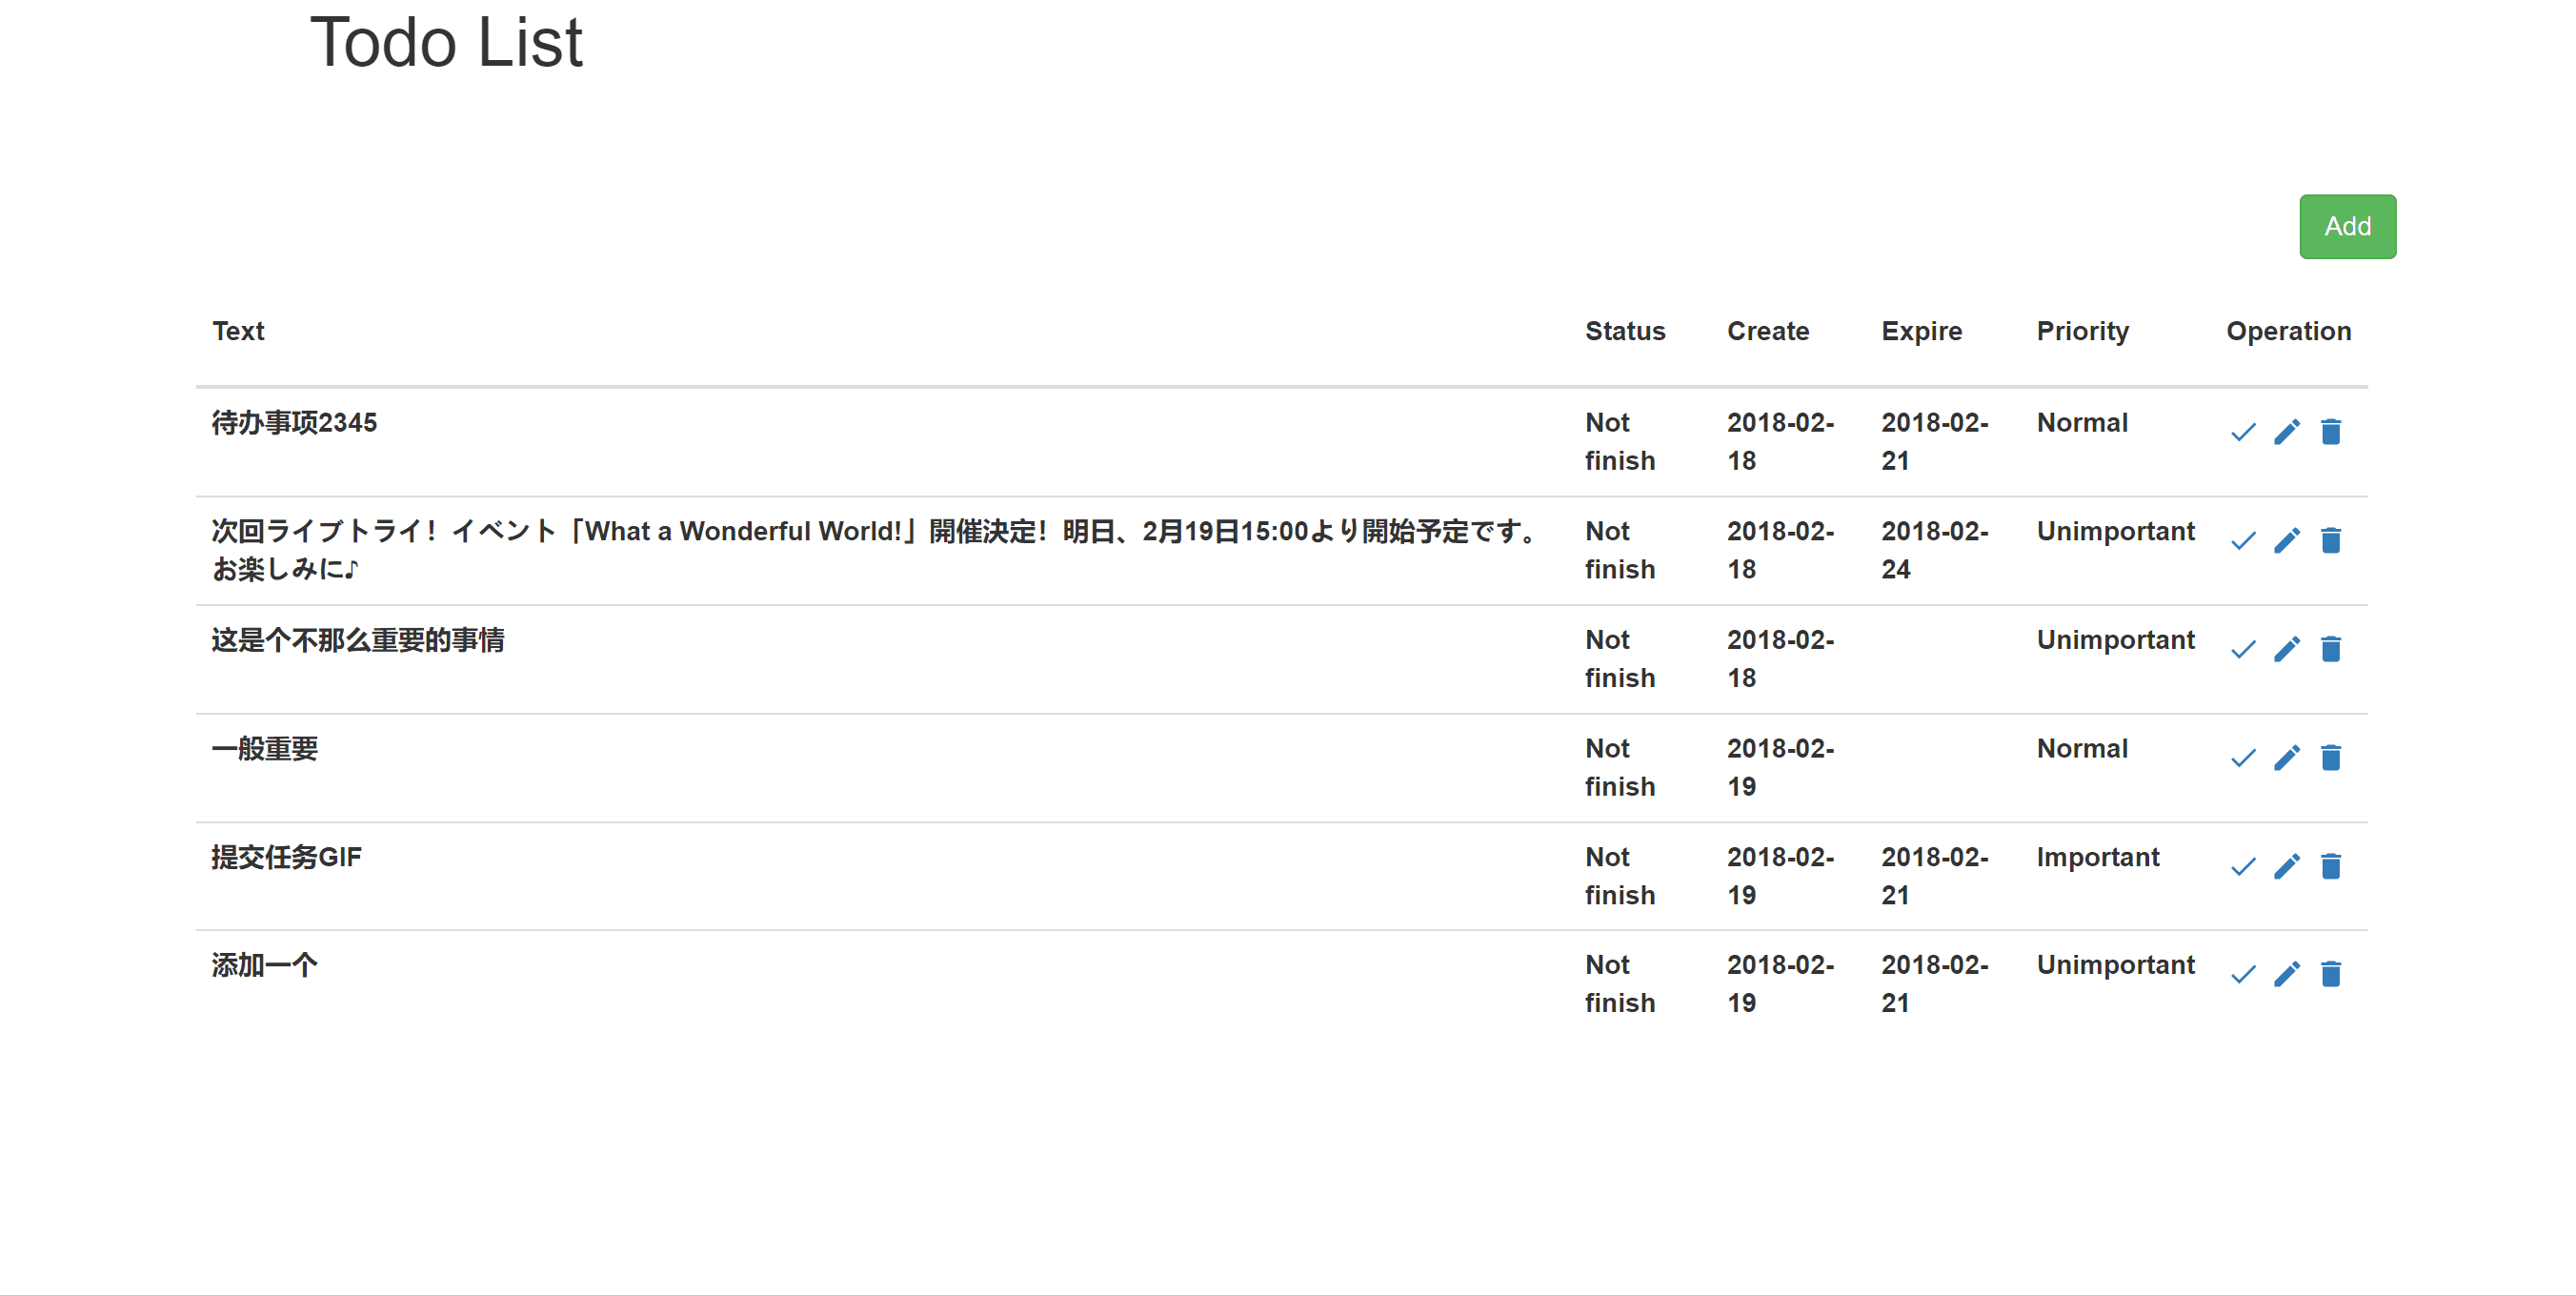 Todo List
Add
Text Status Create Expire Priority Operation
待办事项2345 Not finish 2018-02-18 2018-02-21 Normal
次回ライブトライ！イベント「What a Wonderful World!」開催決定！明日、2月19日15:00より開始予定です。
お楽しみに♪ Not finish 2018-02-18 2018-02-24 Unimportant
这是个不那么重要的事情 Not finish 2018-02-18 Unimportant
一般重要 Not finish 2018-02-19 Normal
提交任务GIF Not finish 2018-02-19 2018-02-21 Important
添加一个 Not finish 2018-02-19 2018-02-21 Unimportant